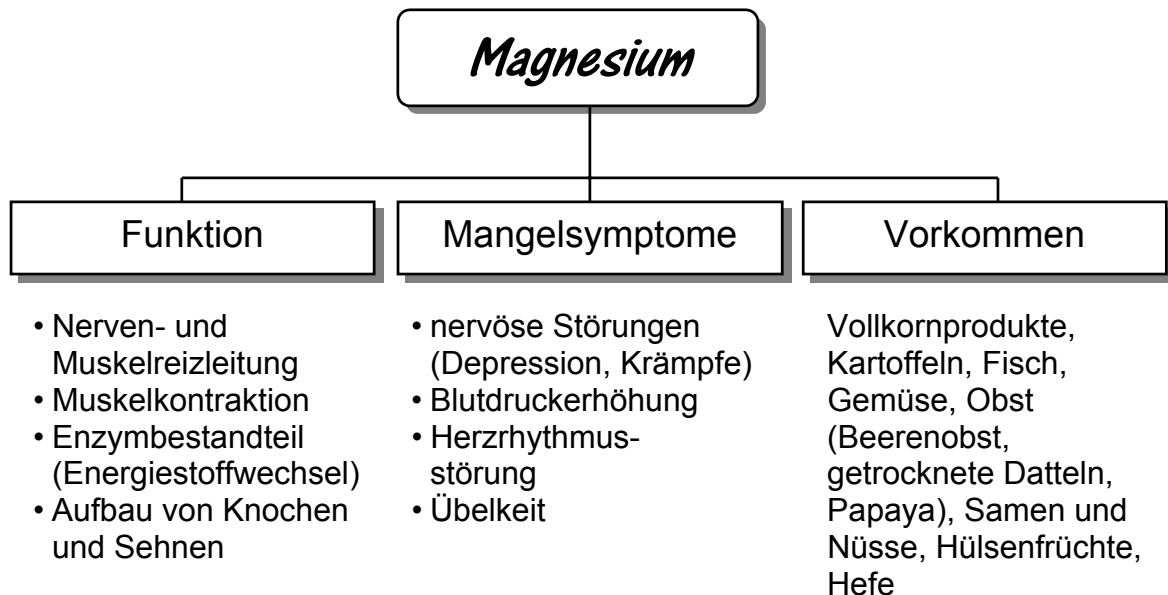 Magnesium
Funktion
• Nerven- und
Muskelreizleitung
• Muskelkontraktion
• Enzymbestandteil
(Energiestoffwechsel)
• Aufbau von Knochen
und Sehnen
Mangelsymptome
• nervöse Störungen
(Depression, Krämpfe)
• Blutdruckerhöhung
• Herzrhythmus-
störung
• Übelkeit
Vorkommen
Vollkornprodukte,
Kartoffeln, Fisch,
Gemüse, Obst
(Beerenobst,
getrocknete Datteln,
Papaya), Samen und
Nüsse, Hülsenfrüchte,
Hefe